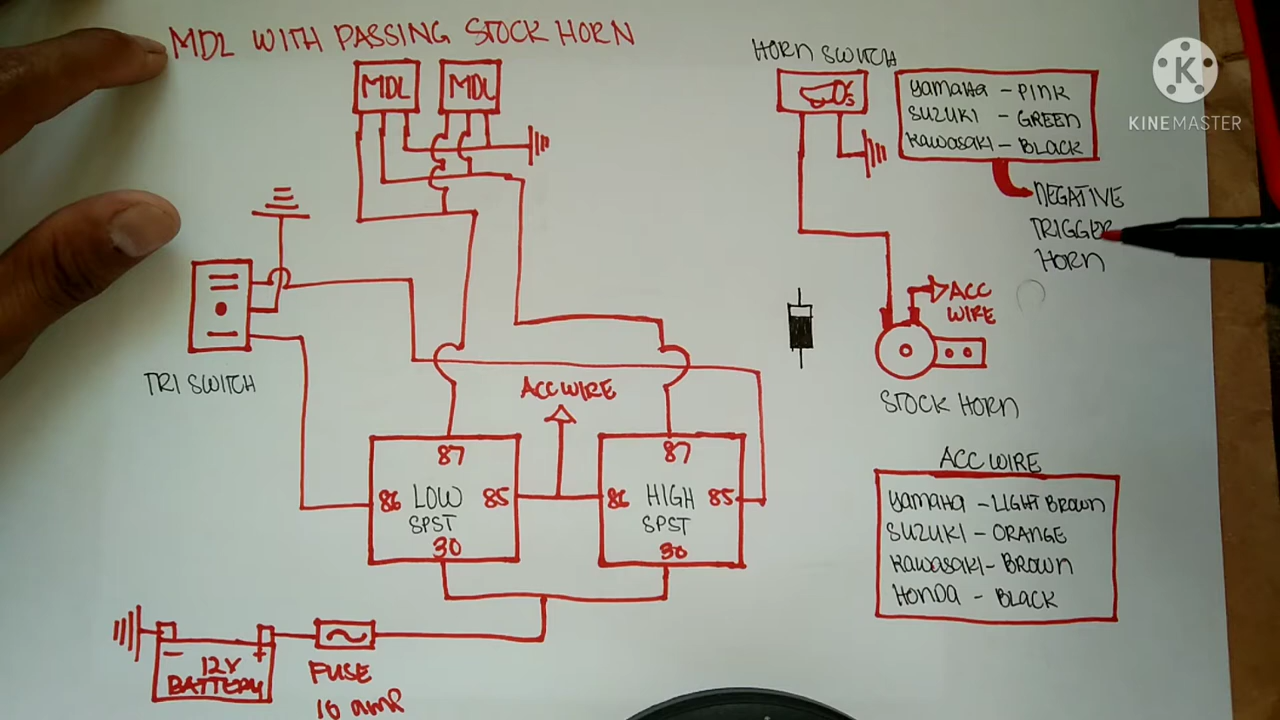 MDL WITH PASSING STOCK HORN
MDL MDL
HORN SWITCH
YAMAHA - PINK
SUZUKI - GREEN
KAWASAKI - BLACK
NEGATIVE
TRIGGER
HORN
KINEMASTER
ACC
WIRE
STOCK HORN
TRI SWITCH
ACC WIRE
87
86 LOW 85
SPST
30
87
86 HIGH 85
SPST
30
ACC WIRE
YAMAHA - LIGHT BROWN
SUZUKI - ORANGE
KAWASAKI - BROWN
HONDA - BLACK
- +
12V
BATTERY
FUSE
10 AMP